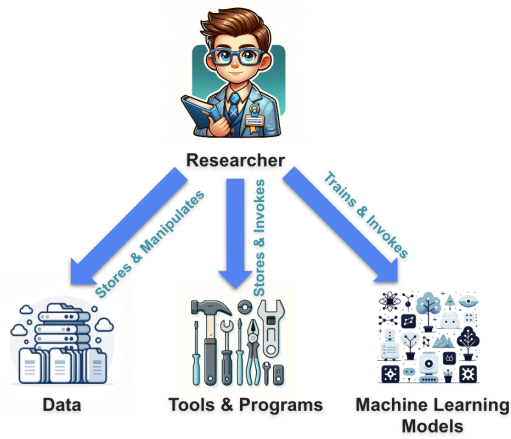 Researcher
Stores & Manipulates
Stores & Invokes
Trains & Invokes
Data
Tools & Programs
Machine Learning
Models